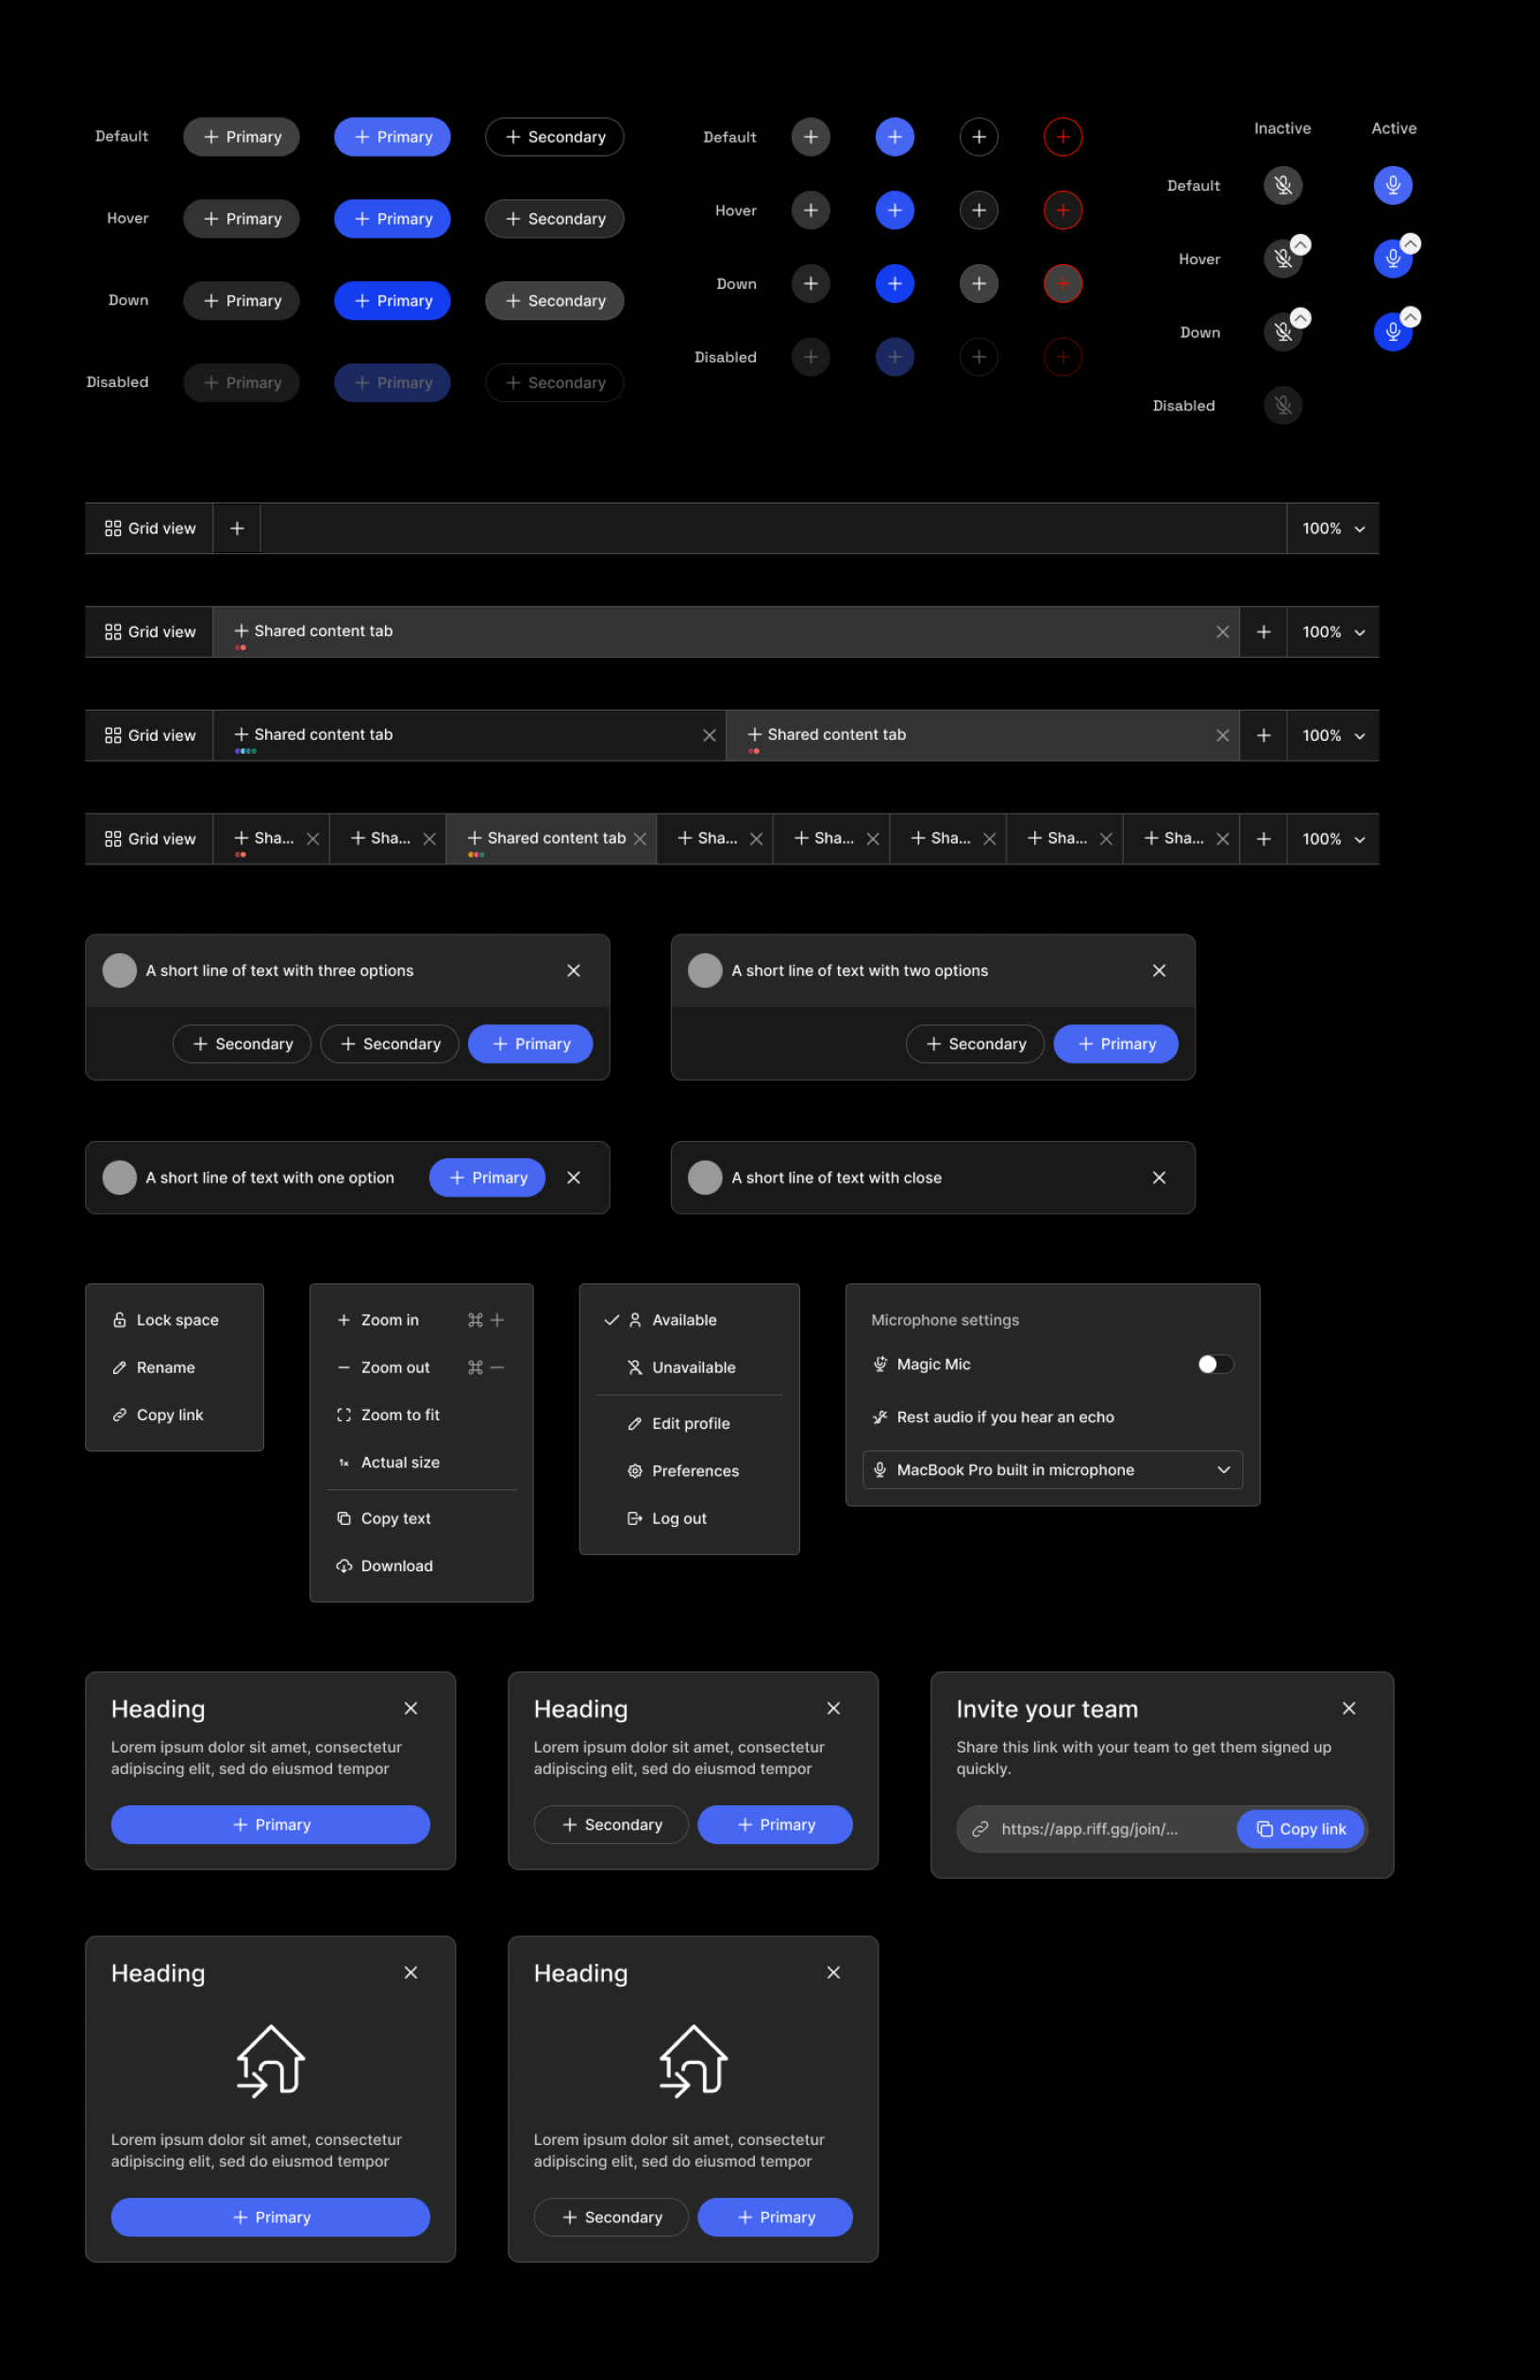 Default
Primary
Primary
Secondary
Hover
Primary
Primary
Secondary
Down
Primary
Primary
Secondary
Disabled
Primary
Primary
Secondary
Default
Hover
Down
Disabled
Inactive Active
Default
Hover
Down
Disabled
Grid view 100%
Grid view Shared content tab 100%
Grid view Shared content tab Shared content tab 100%
Grid view Sha... Sha... Shared content tab Sha... Sha... Sha... Sha... Sha... 100%
A short line of text with three options
Secondary Secondary Primary
A short line of text with two options
Secondary Primary
A short line of text with one option Primary
A short line of text with close
Lock space
Rename
Copy link
Zoom in ⌘ +
Zoom out ⌘ −
Zoom to fit
1x Actual size
Copy text
Download
Available
Unavailable
Edit profile
Preferences
Log out
Microphone settings
Magic Mic
Rest audio if you hear an echo
MacBook Pro built in microphone
Heading
Lorem ipsum dolor sit amet, consectetur
adipiscing elit, sed do eiusmod tempor
Primary
Heading
Lorem ipsum dolor sit amet, consectetur
adipiscing elit, sed do eiusmod tempor
Secondary Primary
Invite your team
Share this link with your team to get them signed up
quickly.
https://app.riff.gg/join/... Copy link
Heading
Lorem ipsum dolor sit amet, consectetur
adipiscing elit, sed do eiusmod tempor
Primary
Heading
Lorem ipsum dolor sit amet, consectetur
adipiscing elit, sed do eiusmod tempor
Secondary Primary